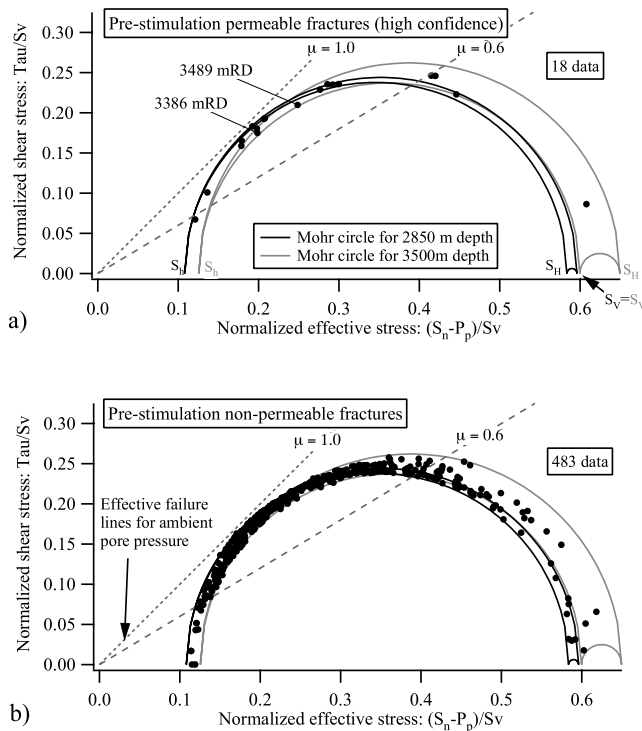 Pre-stimulation permeable fractures (high confidence)
μ = 1.0
μ = 0.6
18 data
3489 mRD
3386 mRD
Normalized shear stress: Tau/Sv
0.30
0.25
0.20
0.15
0.10
0.05
0.00
Mohr circle for 2850 m depth
Mohr circle for 3500m depth
Sh
Sh
SH
SH
SV=SV
0.0
0.1
0.2
0.3
0.4
0.5
0.6
Normalized effective stress: (Sn-Pp)/Sv
a)
Pre-stimulation non-permeable fractures
μ = 1.0
μ = 0.6
483 data
Effective failure
lines for ambient
pore pressure
Normalized shear stress: Tau/Sv
0.30
0.25
0.20
0.15
0.10
0.05
0.00
0.0
0.1
0.2
0.3
0.4
0.5
0.6
Normalized effective stress: (Sn-Pp)/Sv
b)